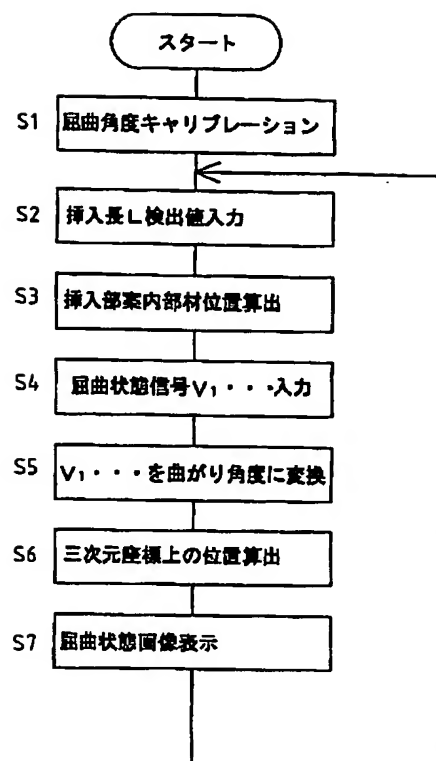 スタート
S1 屈曲角度キャリブレーション
S2 挿入長L検出値入力
S3 挿入部案内部材位置算出
S4 屈曲状態信号V₁・・・入力
S5 V₁・・・を曲がり角度に変換
S6 三次元座標上の位置算出
S7 屈曲状態画像表示